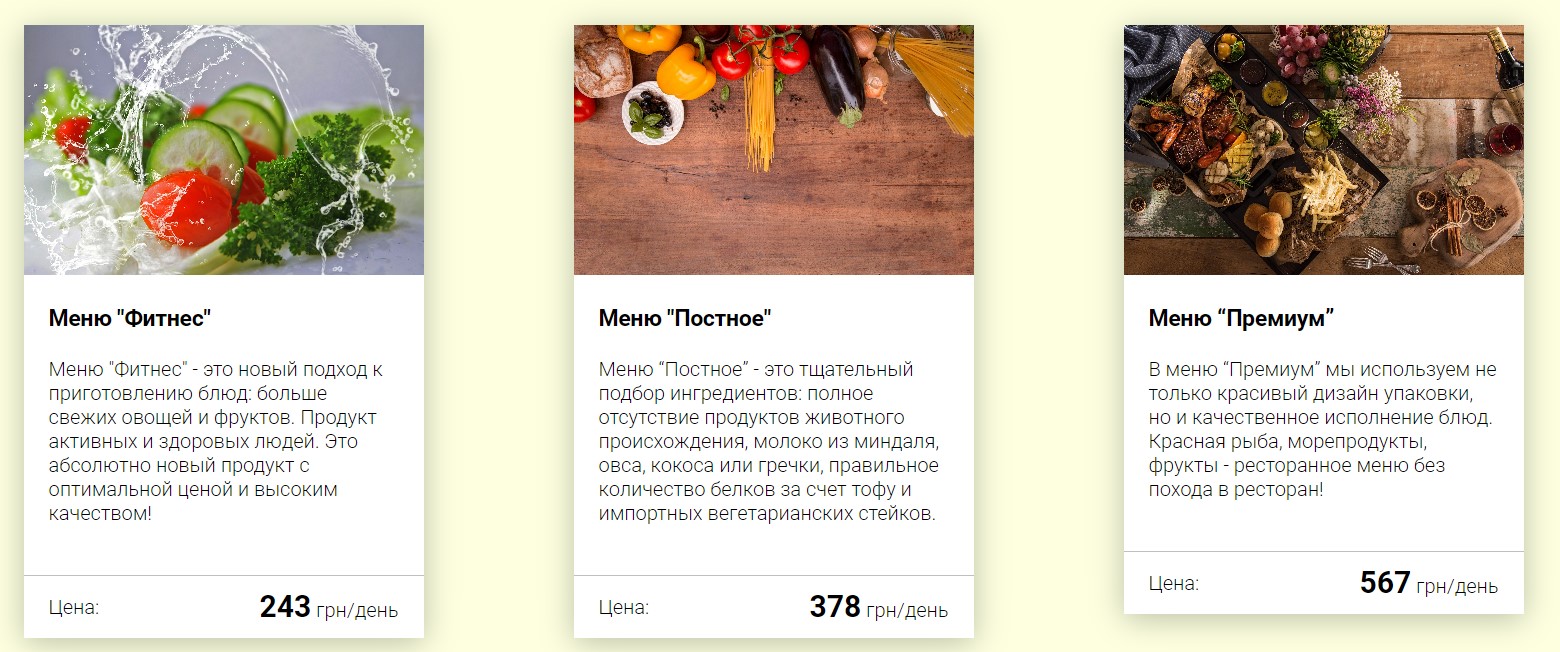 Меню "Фитнес"
Меню "Фитнес" - это новый подход к
приготовлению блюд: больше
свежих овощей и фруктов. Продукт
активных и здоровых людей. Это
абсолютно новый продукт с
оптимальной ценой и высоким
качеством!
Цена: 243 грн/день
Меню "Постное"
Меню “Постное” - это тщательный
подбор ингредиентов: полное
отсутствие продуктов животного
происхождения, молоко из миндаля,
овса, кокоса или гречки, правильное
количество белков за счет тофу и
импортных вегетарианских стейков.
Цена: 378 грн/день
Меню “Премиум”
В меню “Премиум” мы используем не
только красивый дизайн упаковки,
но и качественное исполнение блюд.
Красная рыба, морепродукты,
фрукты - ресторанное меню без
похода в ресторан!
Цена: 567 грн/день